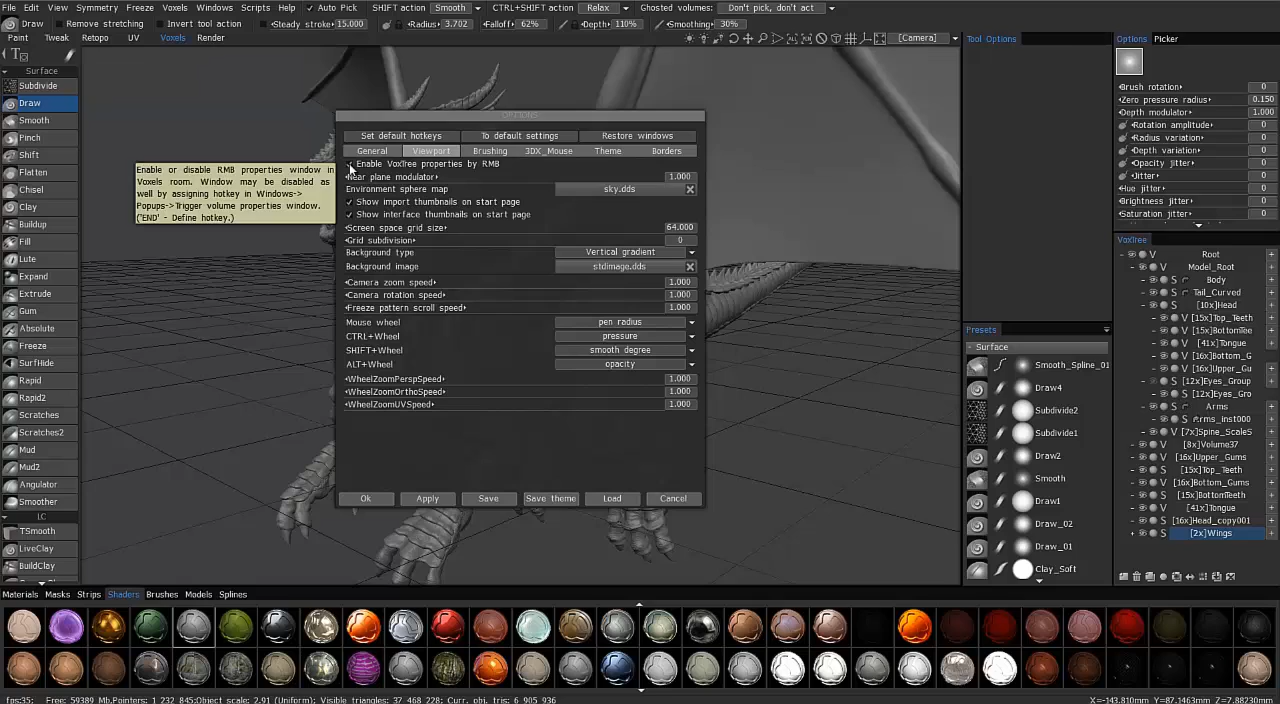 File Edit View Symmetry Freeze Voxels Windows Scripts Help Auto Pick SHIFT action Smooth CTRL+SHIFT action Relax Ghosted volumes: Don't pick, don't act
Draw Remove stretching Invert tool action Steady stroke 15.000 Radius 3.702 Falloff 62% Depth 110% Smoothing 30%
Paint Tweak Retopo UV Voxels Render [Camera]
Tool Options
Options Picker
Surface
Subdivide
Draw
Smooth
Pinch
Shift
Flatten
Chisel
Clay
Buildup
Fill
Lute
Expand
Extrude
Gum
Absolute
Freeze
SurfHide
Rapid
Rapid2
Scratches
Scratches2
Mud
Mud2
Angulator
Smoother
LC
TSmooth
LiveClay
BuildClay
Enable or disable RMB properties window in
Voxels room. Window may be disabled as
well by assigning hotkey in Windows->
Popups->Trigger volume properties window.
('END' - Define hotkey.)
OPTIONS
Set default hotkeys To default settings Restore windows
General Viewport Brushing 3DX_Mouse Theme Borders
Enable VoxTree properties by RMB
Near plane modulator 1.000
Environment sphere map sky.dds
Show import thumbnails on start page
Show interface thumbnails on start page
Screen space grid size 64.000
Grid subdivision 0
Background type Vertical gradient
Background image stdimage.dds
Camera zoom speed 1.000
Camera rotation speed 1.000
Freeze pattern scroll speed 1.000
Mouse wheel pen radius
CTRL+Wheel pressure
SHIFT+Wheel smooth degree
ALT+Wheel opacity
WheelZoomPerspSpeed 1.000
WheelZoomOrthoSpeed 1.000
WheelZoomUVSpeed 1.000
Ok Apply Save Save theme Load Cancel
Presets
Surface
Smooth_Spline_01
Draw4
Subdivide2
Subdivide1
Draw2
Smooth
Draw1
Draw_02
Draw_01
Clay_Soft
Brush rotation 0
Zero pressure radius 0.150
Depth modulator 1.000
Rotation amplitude 0
Radius variation 0
Depth variation 0
Opacity jitter 0
Jitter 0
Hue jitter 0
Brightness jitter 0
Saturation jitter 0
VoxTree
V Root
V Model_Root +
S Body +
S Tail_Curved +
S [10x]Head +
V [15x]Top_Teeth +
V [15x]BottomTee +
V [41x]Tongue +
V [16x]Bottom_G +
V [16x]Upper_Gu +
S [12x]Eyes_Group +
S [12x]Eyes_Gro +
S Arms +
S Arms_inst000 +
V [7x]Spine_ScaleS +
V [8x]Volume37 +
V [16x]Upper_Gums +
S [15x]Top_Teeth +
V [16x]Bottom_Gums +
S [15x]BottomTeeth +
V [41x]Tongue +
S [16x]Head_copy001 +
+ S [2x]Wings +
Materials Masks Strips Shaders Brushes Models Splines
fps:35; Free: 59389 Mb,Pointers: 1 232 845;Object scale: 2.91 (Uniform); Visible triangles: 37 468 228; Curr. obj. tris: 6 905 936 X=-143.810mm Y=87.1463mm Z=7.88230mm